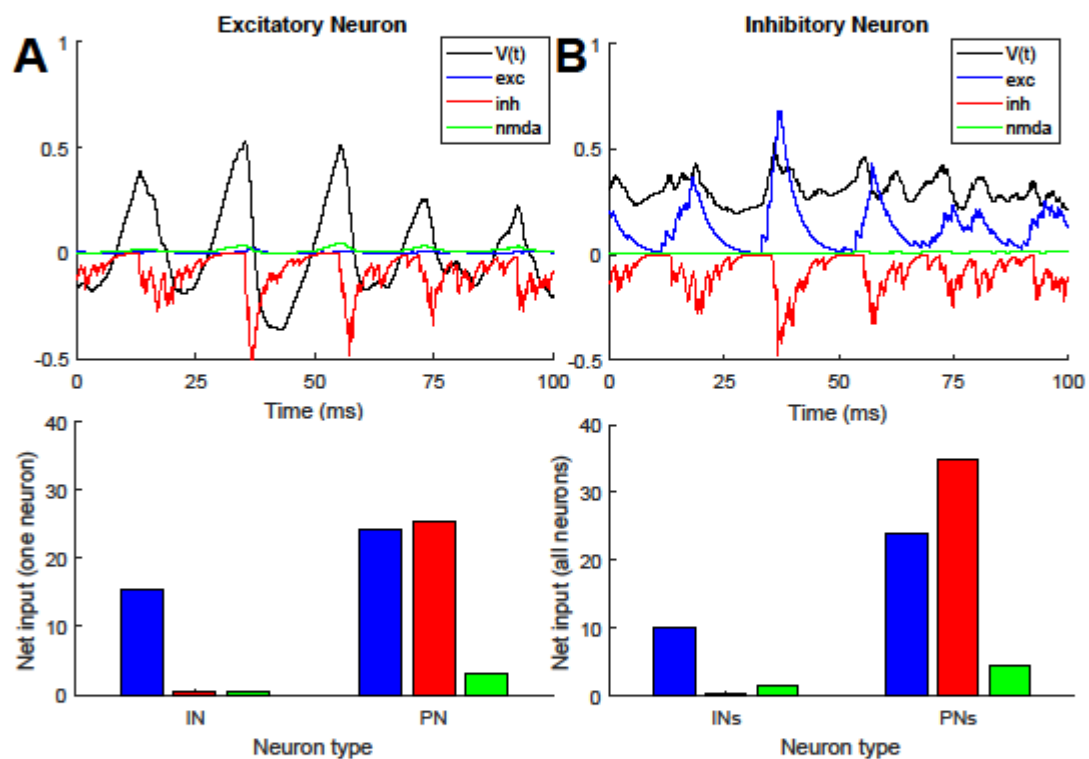 A
Excitatory Neuron
1
0.5
0
-0.5
V(t)
exc
inh
nmda
0 25 50 75 100
Time (ms)
B
Inhibitory Neuron
1
0.5
0
-0.5
V(t)
exc
inh
nmda
0 25 50 75 100
Time (ms)
40
30
20
10
0
Net input (one neuron)
IN PN
Neuron type
40
30
20
10
0
Net input (all neurons)
INs PNs
Neuron type